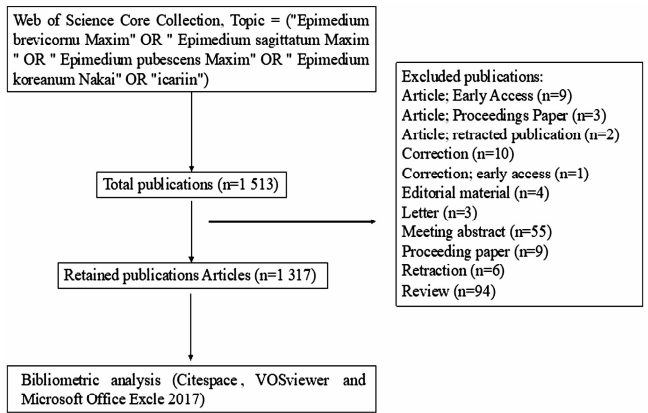 Web of Science Core Collection, Topic = ("Epimedium
brevicornu Maxim" OR " Epimedium sagittatum Maxim
" OR " Epimedium pubescens Maxim" OR " Epimedium
koreanum Nakai" OR "icariin")
Total publications (n=1 513)
Retained publications Articles (n=1 317)
Bibliometric analysis (Citespace, VOSviewer and
Microsoft Office Excle 2017)
Excluded publications:
Article; Early Access (n=9)
Article; Proceedings Paper (n=3)
Article; retracted publication (n=2)
Correction (n=10)
Correction; early access (n=1)
Editorial material (n=4)
Letter (n=3)
Meeting abstract (n=55)
Proceeding paper (n=9)
Retraction (n=6)
Review (n=94)